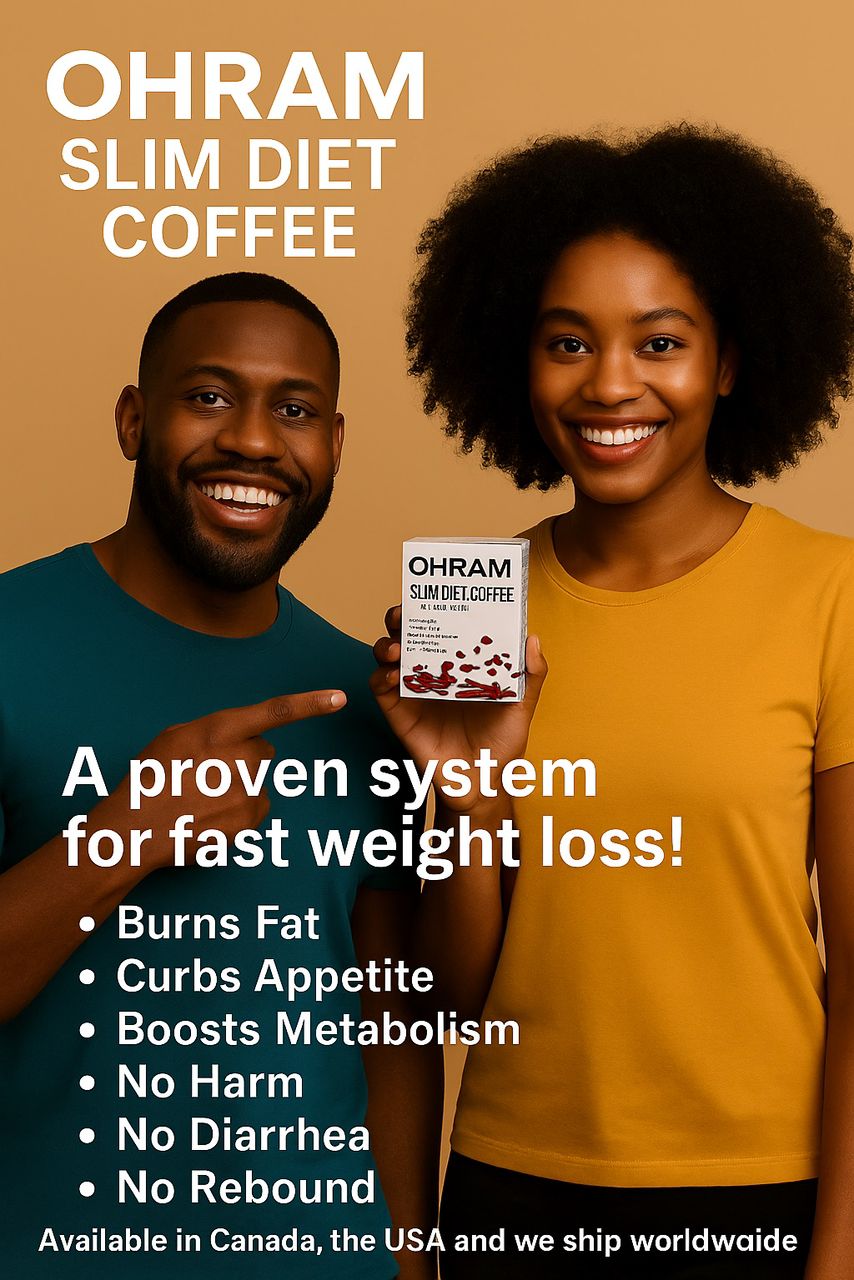 OHRAM
SLIM DIET
COFFEE
OHRAM
SLIM DIET.COFFEE
A proven system
for fast weight loss!
• Burns Fat
• Curbs Appetite
• Boosts Metabolism
• No Harm
• No Diarrhea
• No Rebound
Available in Canada, the USA and we ship worldwaide